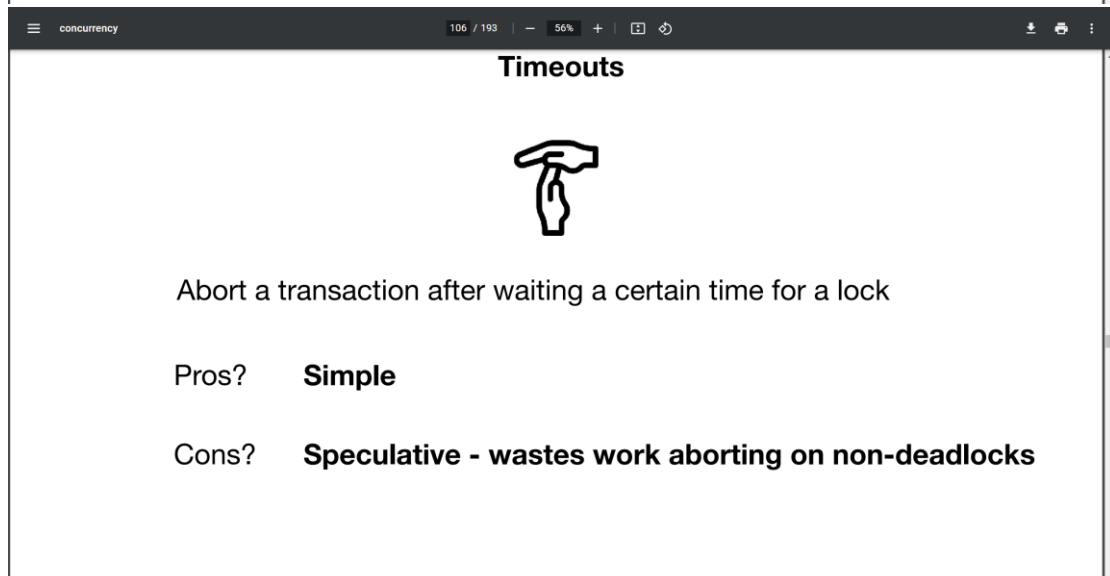 concurrency 106 / 193 56%
Timeouts
Abort a transaction after waiting a certain time for a lock
Pros? Simple
Cons? Speculative - wastes work aborting on non-deadlocks